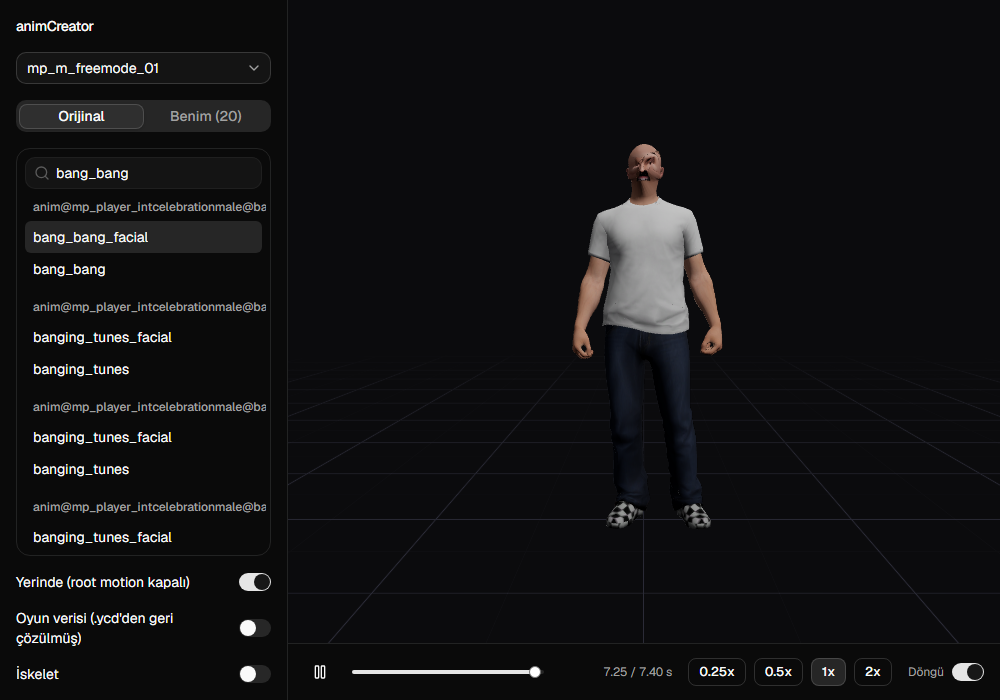 animCreator
mp_m_freemode_01
Orijinal
Benim (20)
bang_bang
anim@mp_player_intcelebrationmale@ba
bang_bang_facial
bang_bang
anim@mp_player_intcelebrationmale@ba
banging_tunes_facial
banging_tunes
anim@mp_player_intcelebrationmale@ba
banging_tunes_facial
banging_tunes
anim@mp_player_intcelebrationmale@ba
banging_tunes_facial
Yerinde (root motion kapalı)
Oyun verisi (.ycd'den geri
çözülmüş)
İskelet
7.25 / 7.40 s
0.25x
0.5x
1x
2x
Döngü